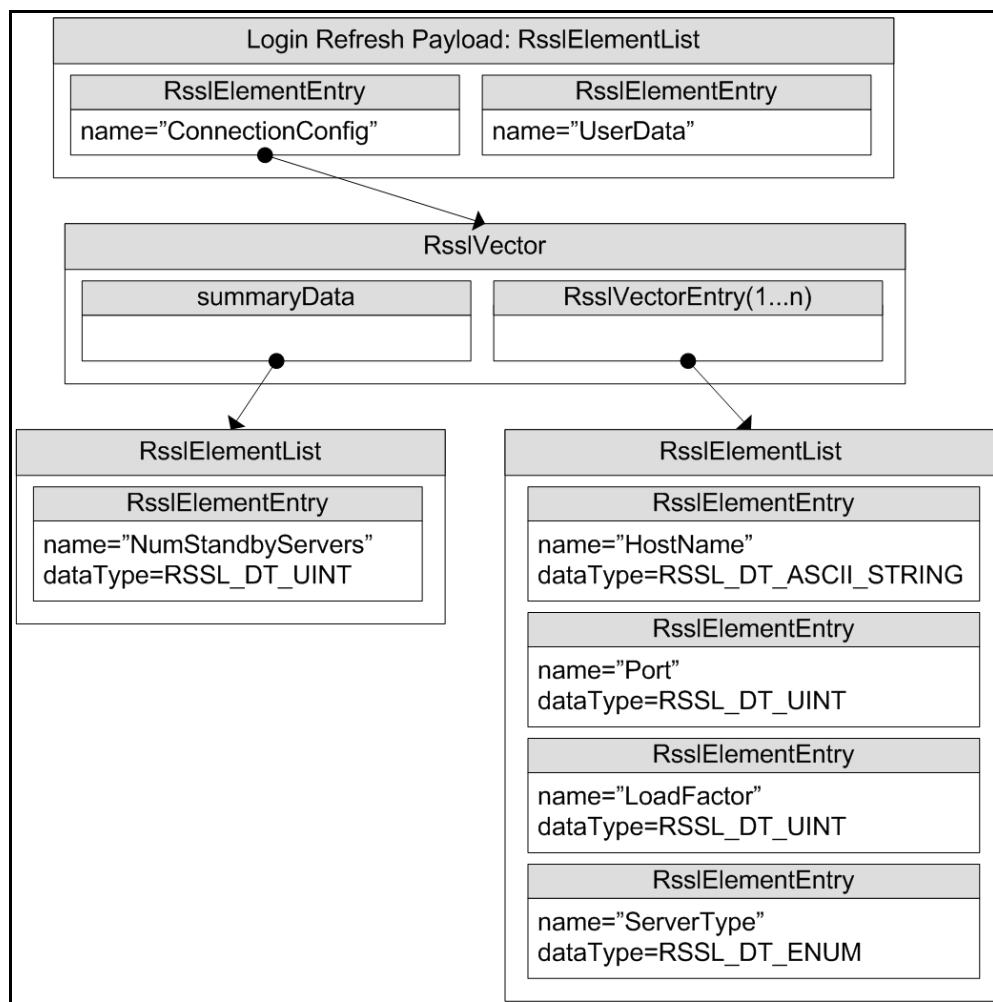 Login Refresh Payload: RsslElementList
RsslElementEntry
name=”ConnectionConfig”
RsslElementEntry
name=”UserData”
RsslVector
summaryData
RsslVectorEntry(1...n)
RsslElementList
RsslElementEntry
name=”NumStandbyServers”
dataType=RSSL_DT_UINT
RsslElementList
RsslElementEntry
name=”HostName”
dataType=RSSL_DT_ASCII_STRING
RsslElementEntry
name=”Port”
dataType=RSSL_DT_UINT
RsslElementEntry
name=”LoadFactor”
dataType=RSSL_DT_UINT
RsslElementEntry
name=”ServerType”
dataType=RSSL_DT_ENUM